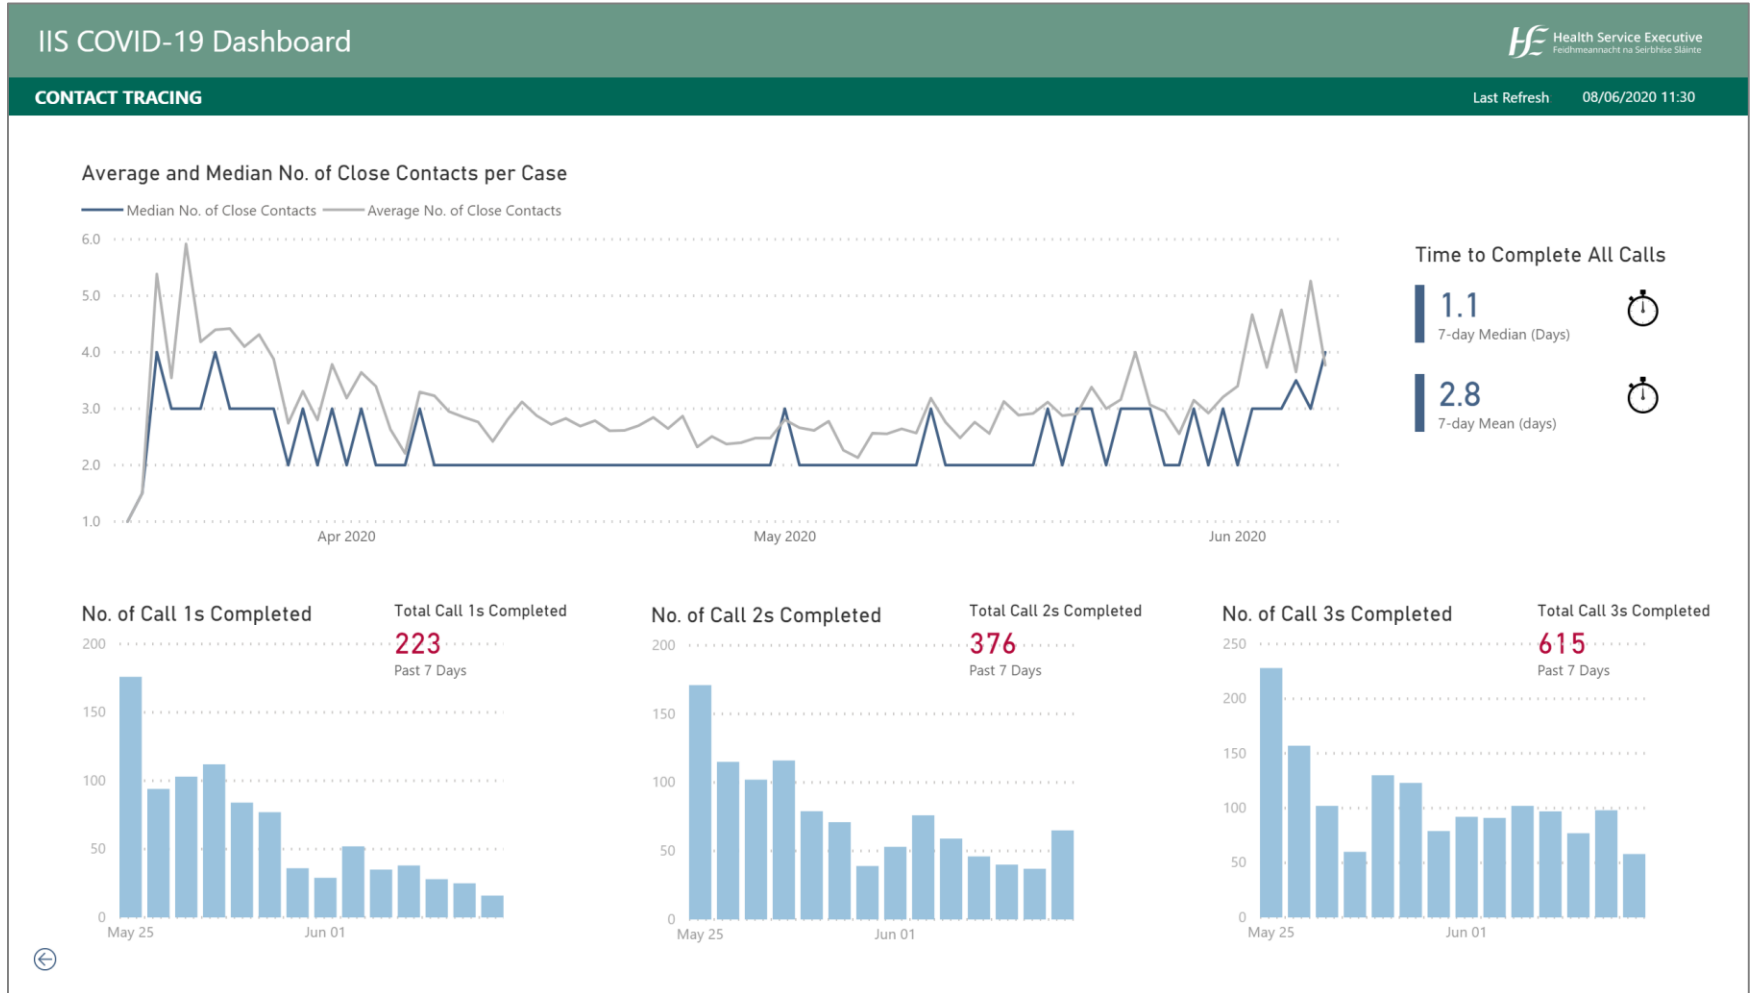 IIS COVID-19 Dashboard
HE Health Service Executive
Feidhmeannacht na Seirbhíse Sláinte
CONTACT TRACING
Last Refresh 08/06/2020 11:30
Average and Median No. of Close Contacts per Case
Median No. of Close Contacts Average No. of Close Contacts
6.0
5.0
4.0
3.0
2.0
1.0
Apr 2020 May 2020 Jun 2020
Time to Complete All Calls
1.1
7-day Median (Days)
2.8
7-day Mean (days)
No. of Call 1s Completed
Total Call 1s Completed
223
Past 7 Days
200
150
100
50
0
May 25 Jun 01
No. of Call 2s Completed
Total Call 2s Completed
376
Past 7 Days
200
150
100
50
0
May 25 Jun 01
No. of Call 3s Completed
Total Call 3s Completed
615
Past 7 Days
250
200
150
100
50
0
May 25 Jun 01